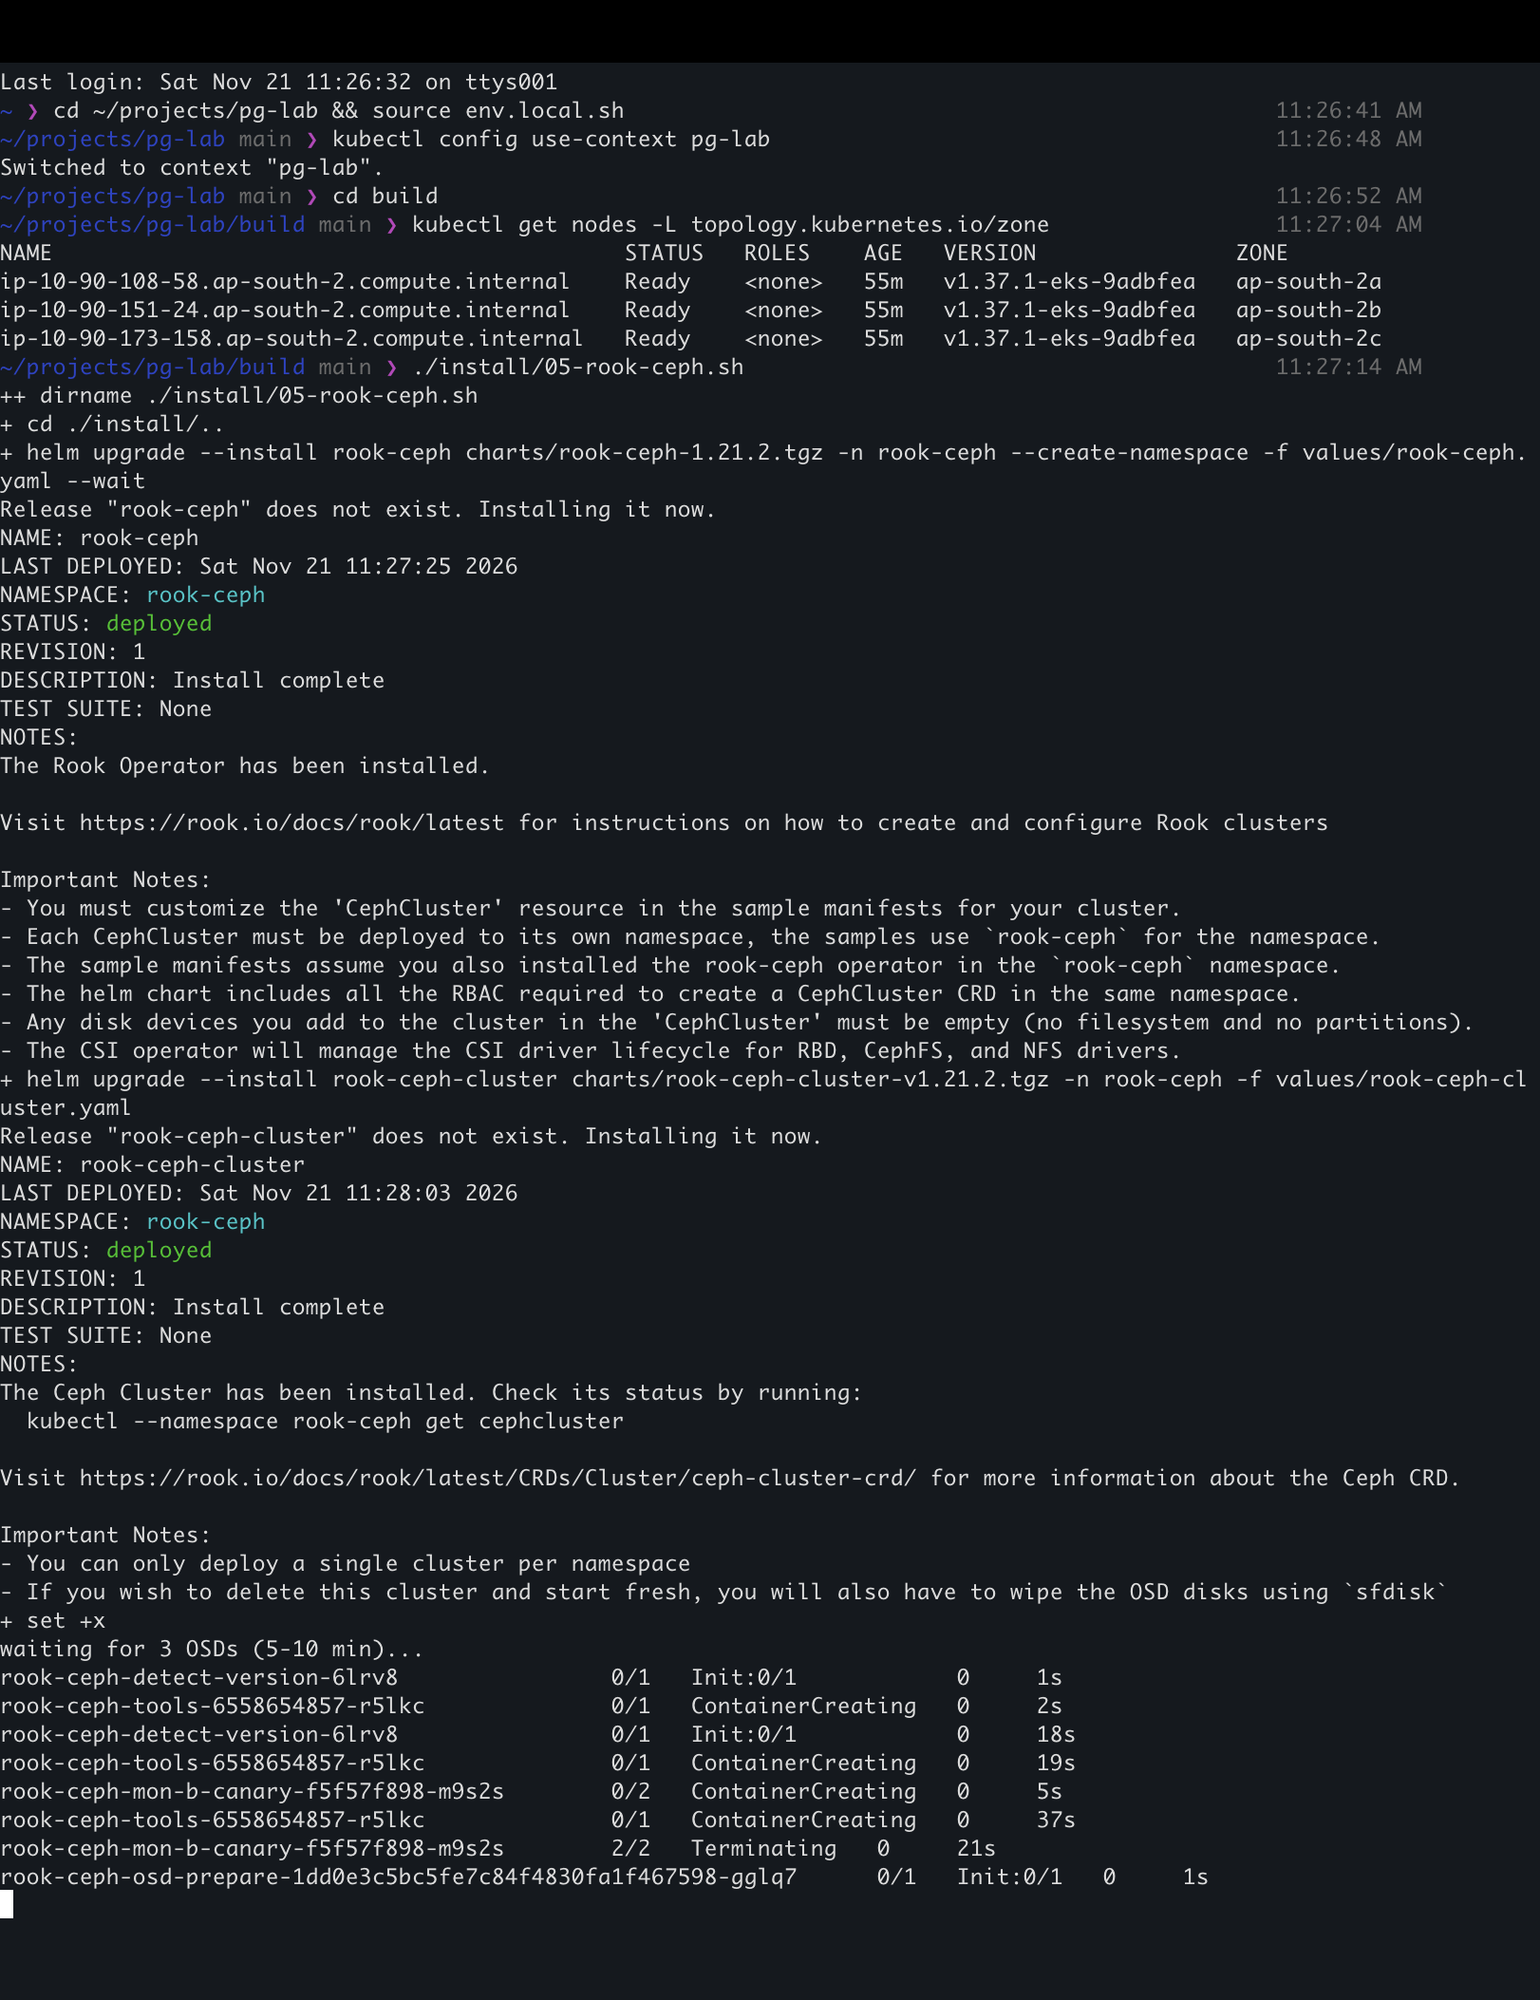 Last login: Sat Nov 21 11:26:32 on ttys001
~ ❯ cd ~/projects/pg-lab && source env.local.sh 11:26:41 AM
~/projects/pg-lab main ❯ kubectl config use-context pg-lab 11:26:48 AM
Switched to context "pg-lab".
~/projects/pg-lab main ❯ cd build 11:26:52 AM
~/projects/pg-lab/build main ❯ kubectl get nodes -L topology.kubernetes.io/zone 11:27:04 AM
NAME STATUS ROLES AGE VERSION ZONE
ip-10-90-108-58.ap-south-2.compute.internal Ready <none> 55m v1.37.1-eks-9adbfea ap-south-2a
ip-10-90-151-24.ap-south-2.compute.internal Ready <none> 55m v1.37.1-eks-9adbfea ap-south-2b
ip-10-90-173-158.ap-south-2.compute.internal Ready <none> 55m v1.37.1-eks-9adbfea ap-south-2c
~/projects/pg-lab/build main ❯ ./install/05-rook-ceph.sh 11:27:14 AM
++ dirname ./install/05-rook-ceph.sh
+ cd ./install/..
+ helm upgrade --install rook-ceph charts/rook-ceph-1.21.2.tgz -n rook-ceph --create-namespace -f values/rook-ceph.
yaml --wait
Release "rook-ceph" does not exist. Installing it now.
NAME: rook-ceph
LAST DEPLOYED: Sat Nov 21 11:27:25 2026
NAMESPACE: rook-ceph
STATUS: deployed
REVISION: 1
DESCRIPTION: Install complete
TEST SUITE: None
NOTES:
The Rook Operator has been installed.
Visit https://rook.io/docs/rook/latest for instructions on how to create and configure Rook clusters
Important Notes:
- You must customize the 'CephCluster' resource in the sample manifests for your cluster.
- Each CephCluster must be deployed to its own namespace, the samples use `rook-ceph` for the namespace.
- The sample manifests assume you also installed the rook-ceph operator in the `rook-ceph` namespace.
- The helm chart includes all the RBAC required to create a CephCluster CRD in the same namespace.
- Any disk devices you add to the cluster in the 'CephCluster' must be empty (no filesystem and no partitions).
- The CSI operator will manage the CSI driver lifecycle for RBD, CephFS, and NFS drivers.
+ helm upgrade --install rook-ceph-cluster charts/rook-ceph-cluster-v1.21.2.tgz -n rook-ceph -f values/rook-ceph-cl
uster.yaml
Release "rook-ceph-cluster" does not exist. Installing it now.
NAME: rook-ceph-cluster
LAST DEPLOYED: Sat Nov 21 11:28:03 2026
NAMESPACE: rook-ceph
STATUS: deployed
REVISION: 1
DESCRIPTION: Install complete
TEST SUITE: None
NOTES:
The Ceph Cluster has been installed. Check its status by running:
  kubectl --namespace rook-ceph get cephcluster
Visit https://rook.io/docs/rook/latest/CRDs/Cluster/ceph-cluster-crd/ for more information about the Ceph CRD.
Important Notes:
- You can only deploy a single cluster per namespace
- If you wish to delete this cluster and start fresh, you will also have to wipe the OSD disks using `sfdisk`
+ set +x
waiting for 3 OSDs (5-10 min)...
rook-ceph-detect-version-6lrv8 0/1 Init:0/1 0 1s
rook-ceph-tools-6558654857-r5lkc 0/1 ContainerCreating 0 2s
rook-ceph-detect-version-6lrv8 0/1 Init:0/1 0 18s
rook-ceph-tools-6558654857-r5lkc 0/1 ContainerCreating 0 19s
rook-ceph-mon-b-canary-f5f57f898-m9s2s 0/2 ContainerCreating 0 5s
rook-ceph-tools-6558654857-r5lkc 0/1 ContainerCreating 0 37s
rook-ceph-mon-b-canary-f5f57f898-m9s2s 2/2 Terminating 0 21s
rook-ceph-osd-prepare-1dd0e3c5bc5fe7c84f4830fa1f467598-gglq7 0/1 Init:0/1 0 1s